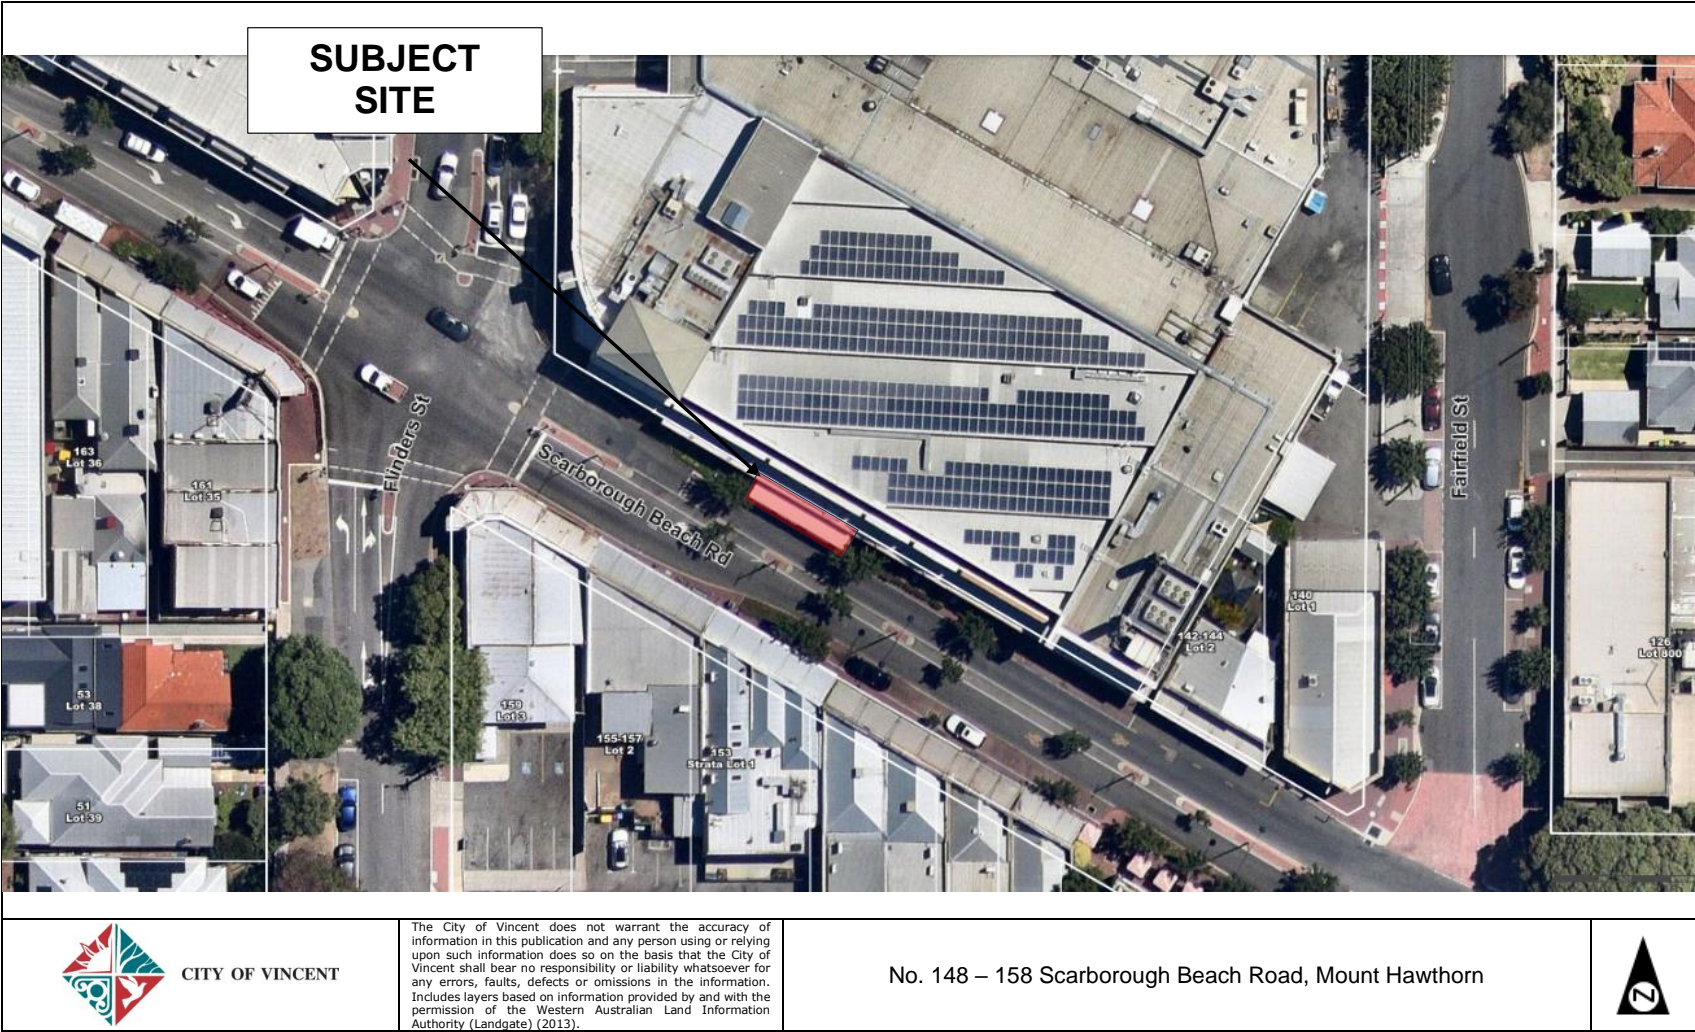 SUBJECT
SITE
Flinders St
Scarborough Beach Rd
Fairfield St
163
Lot 36
161
Lot 35
53
Lot 38
51
Lot 39
159
Lot 3
155-157
Lot 2
153
Strata Lot 1
142-144
Lot 2
140
Lot 1
126
Lot 800
CITY OF VINCENT
The City of Vincent does not warrant the accuracy of
information in this publication and any person using or relying
upon such information does so on the basis that the City of
Vincent shall bear no responsibility or liability whatsoever for
any errors, faults, defects or omissions in the information.
Includes layers based on information provided by and with the
permission of the Western Australian Land Information
Authority (Landgate) (2013).
No. 148 – 158 Scarborough Beach Road, Mount Hawthorn
N